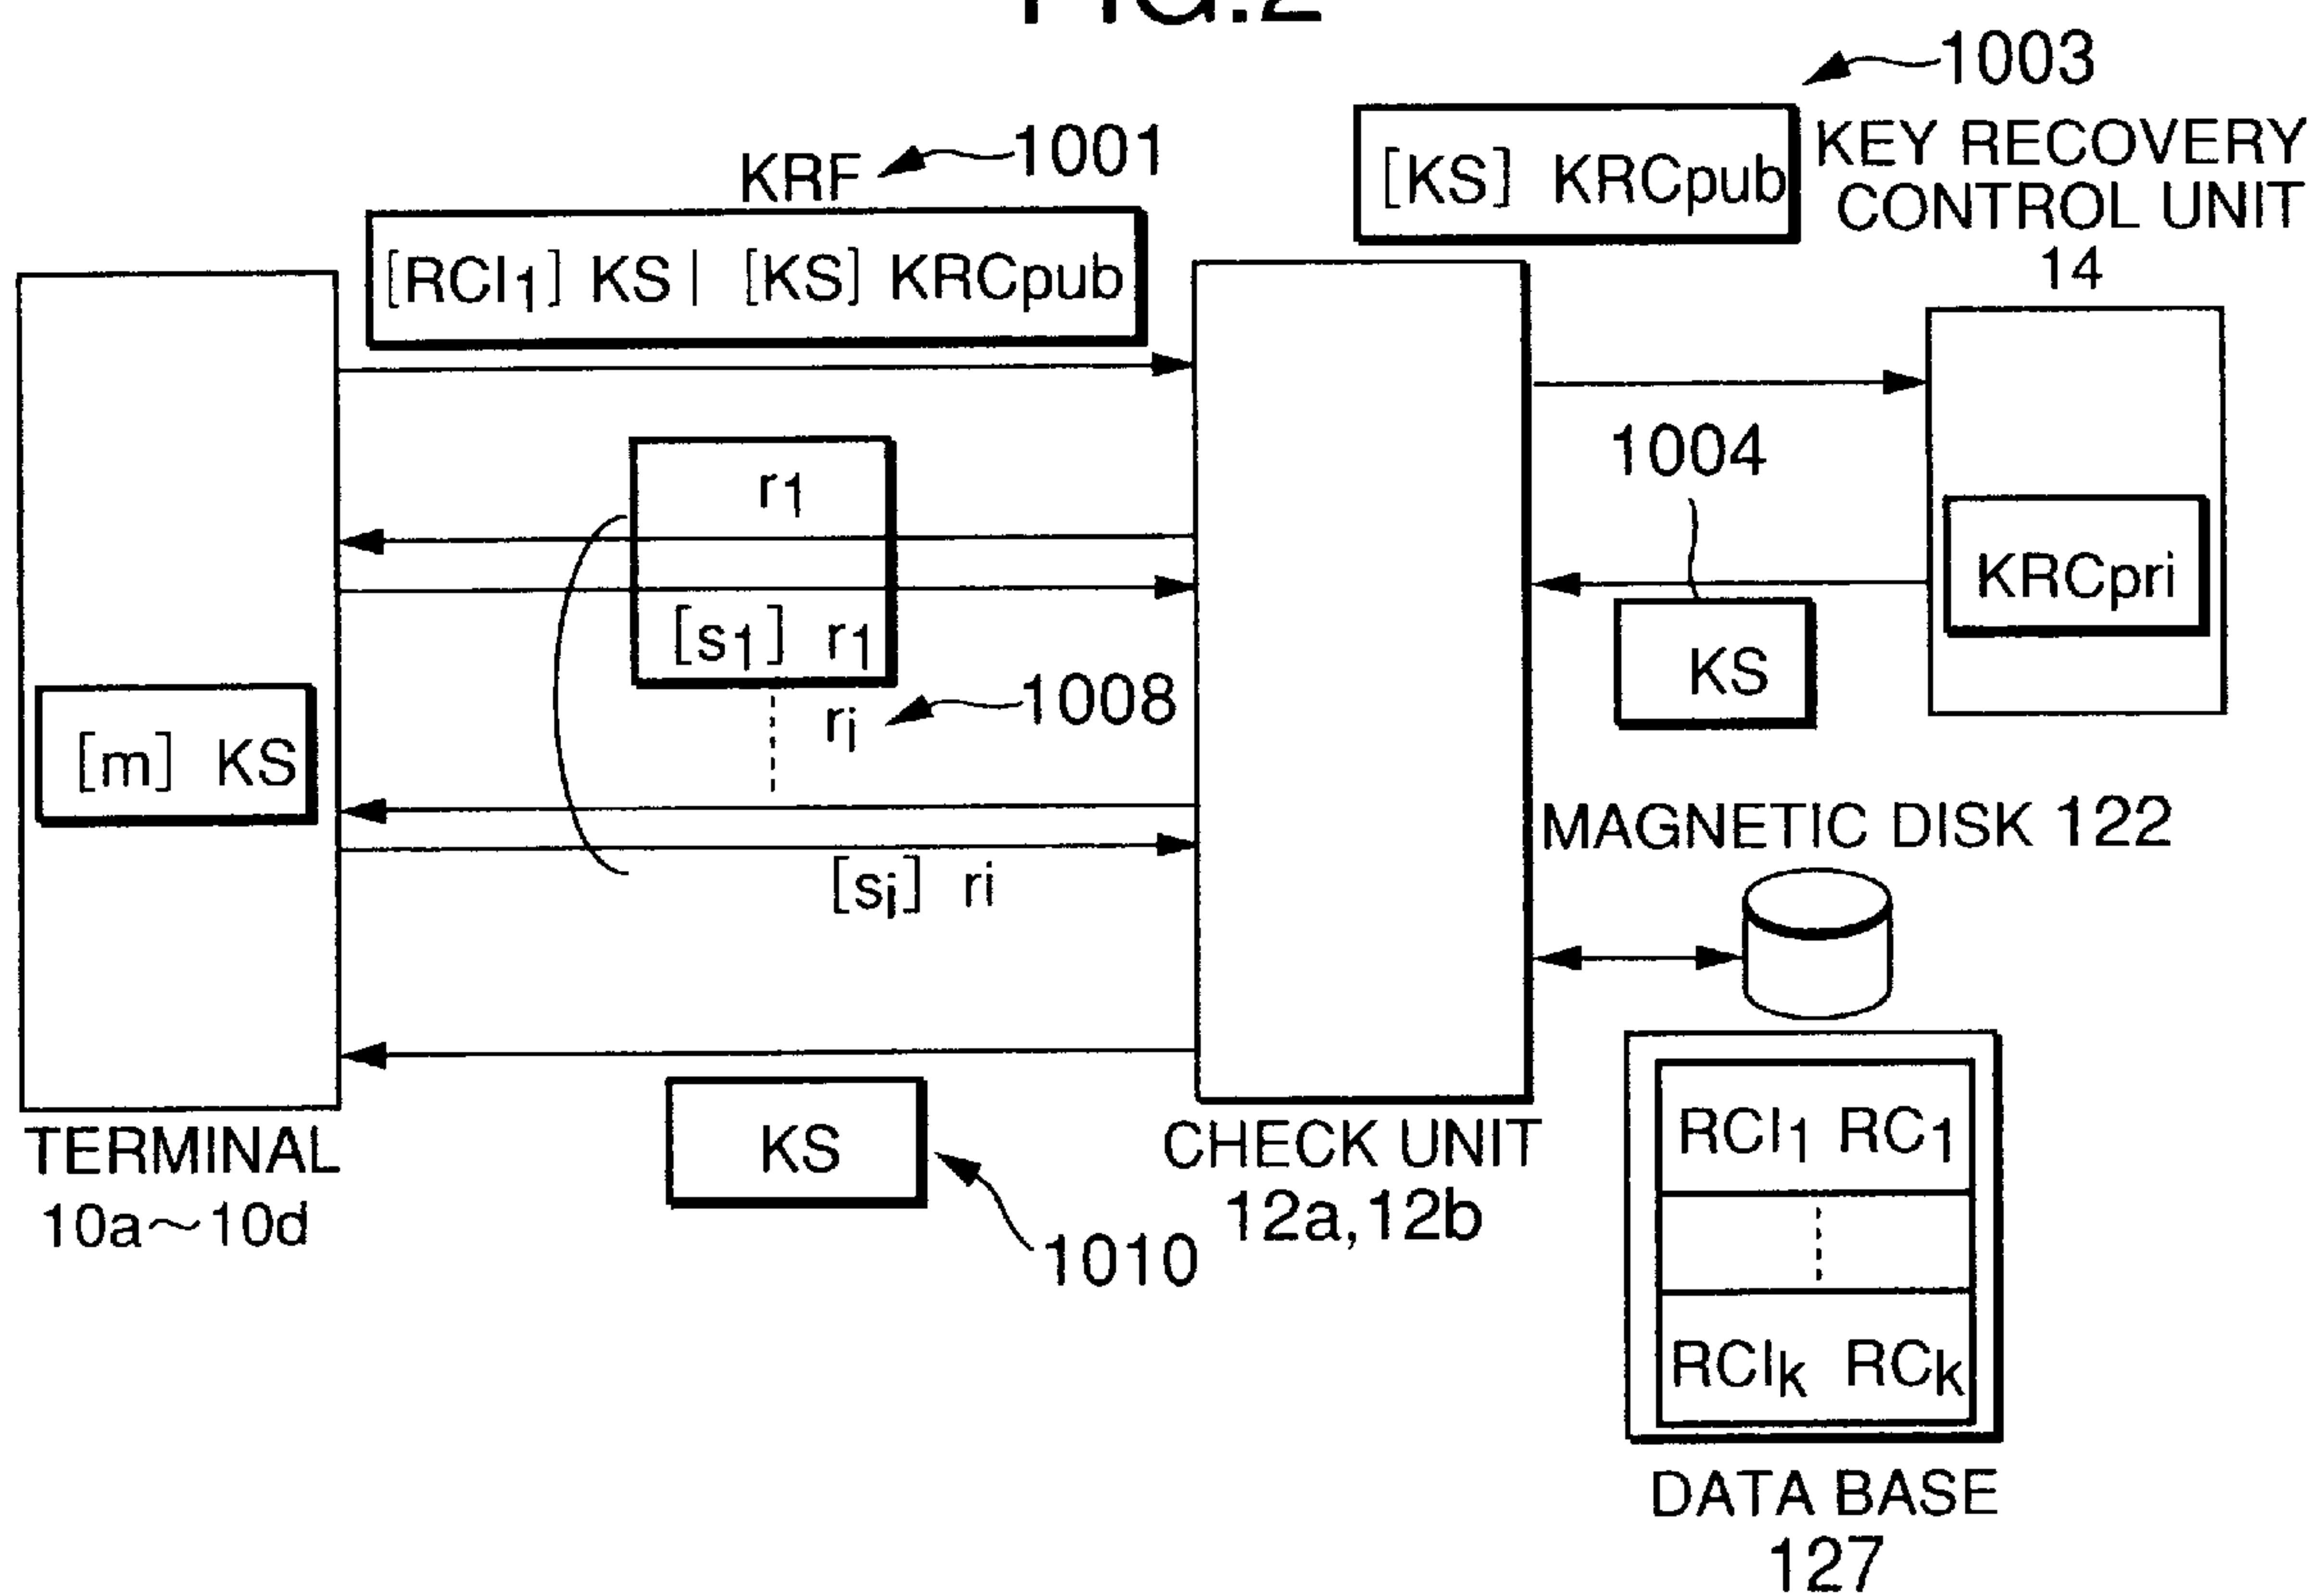 FIG.2
1003
KRF
1001
[KS] KRCpub
KEY RECOVERY
CONTROL UNIT
14
[RCI1] KS | [KS] KRCpub
r1
1004
KRCpri
[s1] r1
KS
1008
ri
[m] KS
MAGNETIC DISK 122
[si] ri
TERMINAL
10a~10d
KS
1010
CHECK UNIT
12a,12b
RCI1 RC1
RCIk RCk
DATA BASE
127